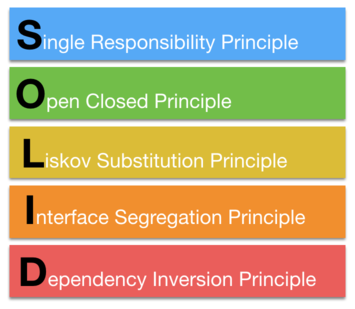 Single Responsibility Principle
Open Closed Principle
Liskov Substitution Principle
Interface Segregation Principle
Dependency Inversion Principle